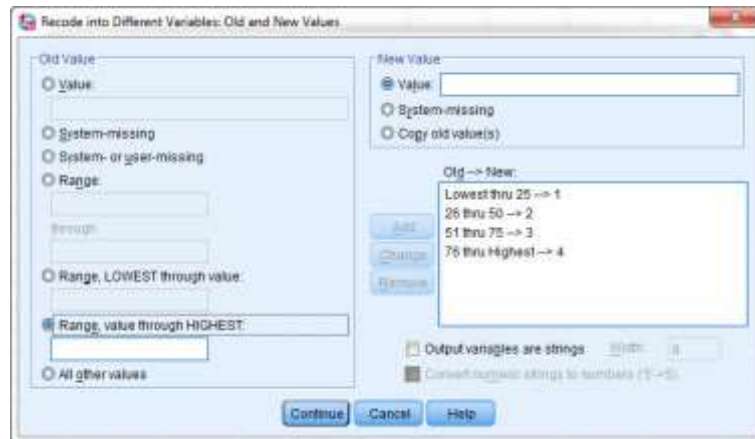 Recode into Different Variables: Old and New Values
Old Value
Value:
System-missing
System- or user-missing
Range:
through
Range, LOWEST through value:
Range, value through HIGHEST:
All other values
New Value
Value:
System-missing
Copy old value(s)
Old --> New:
Lowest thru 25 --> 1
26 thru 50 --> 2
51 thru 75 --> 3
76 thru Highest --> 4
Add
Change
Remove
Output variables are strings Width: 8
Convert numeric strings to numbers ('5'->5)
Continue Cancel Help